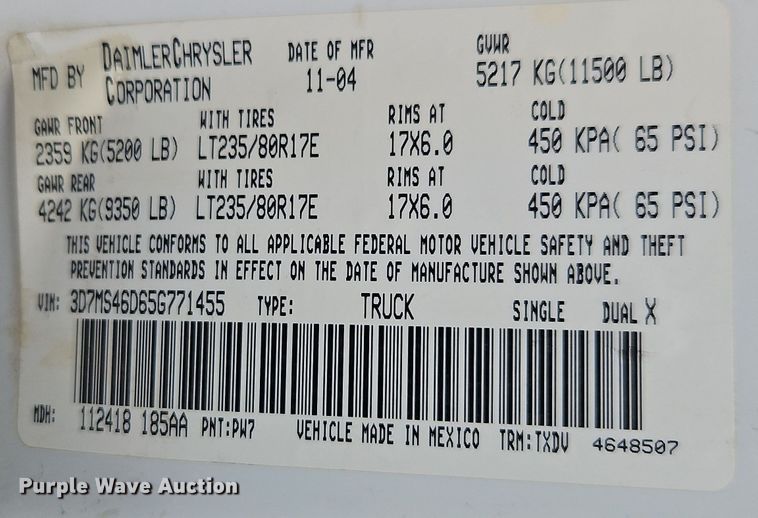 MFD BY DAIMLERCHRYSLER CORPORATION DATE OF MFR 11-04 GVWR 5217 KG(11500 LB)
GAWR FRONT WITH TIRES RIMS AT COLD
2359 KG(5200 LB) LT235/80R17E 17X6.0 450 KPA( 65 PSI)
GAWR REAR WITH TIRES RIMS AT COLD
4242 KG(9350 LB) LT235/80R17E 17X6.0 450 KPA( 65 PSI)
THIS VEHICLE CONFORMS TO ALL APPLICABLE FEDERAL MOTOR VEHICLE SAFETY AND THEFT
PREVENTION STANDARDS IN EFFECT ON THE DATE OF MANUFACTURE SHOWN ABOVE.
VIN: 3D7MS46D65G771455 TYPE: TRUCK SINGLE DUAL X
MDH: 112418 185AA PNT:PW7 VEHICLE MADE IN MEXICO TRM:TXDV 4648507
Purple Wave Auction